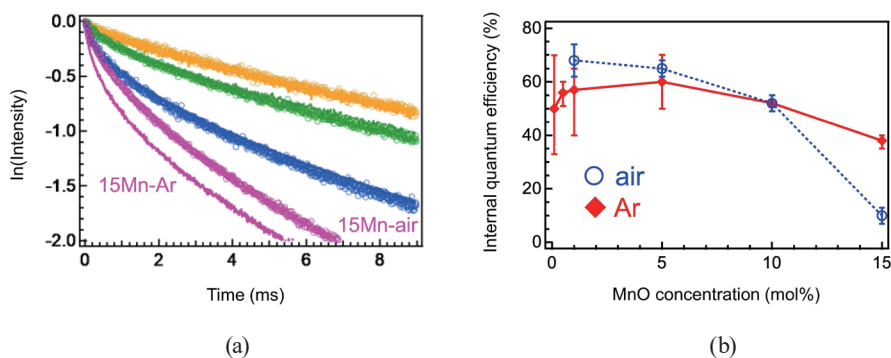 0.0
-0.5
-1.0
-1.5
-2.0
ln(Intensity)
15Mn-Ar
15Mn-air
0 2 4 6 8
Time (ms)
(a)
80
60
40
20
0
Internal quantum efficiency (%)
air
Ar
0 5 10 15
MnO concentration (mol%)
(b)